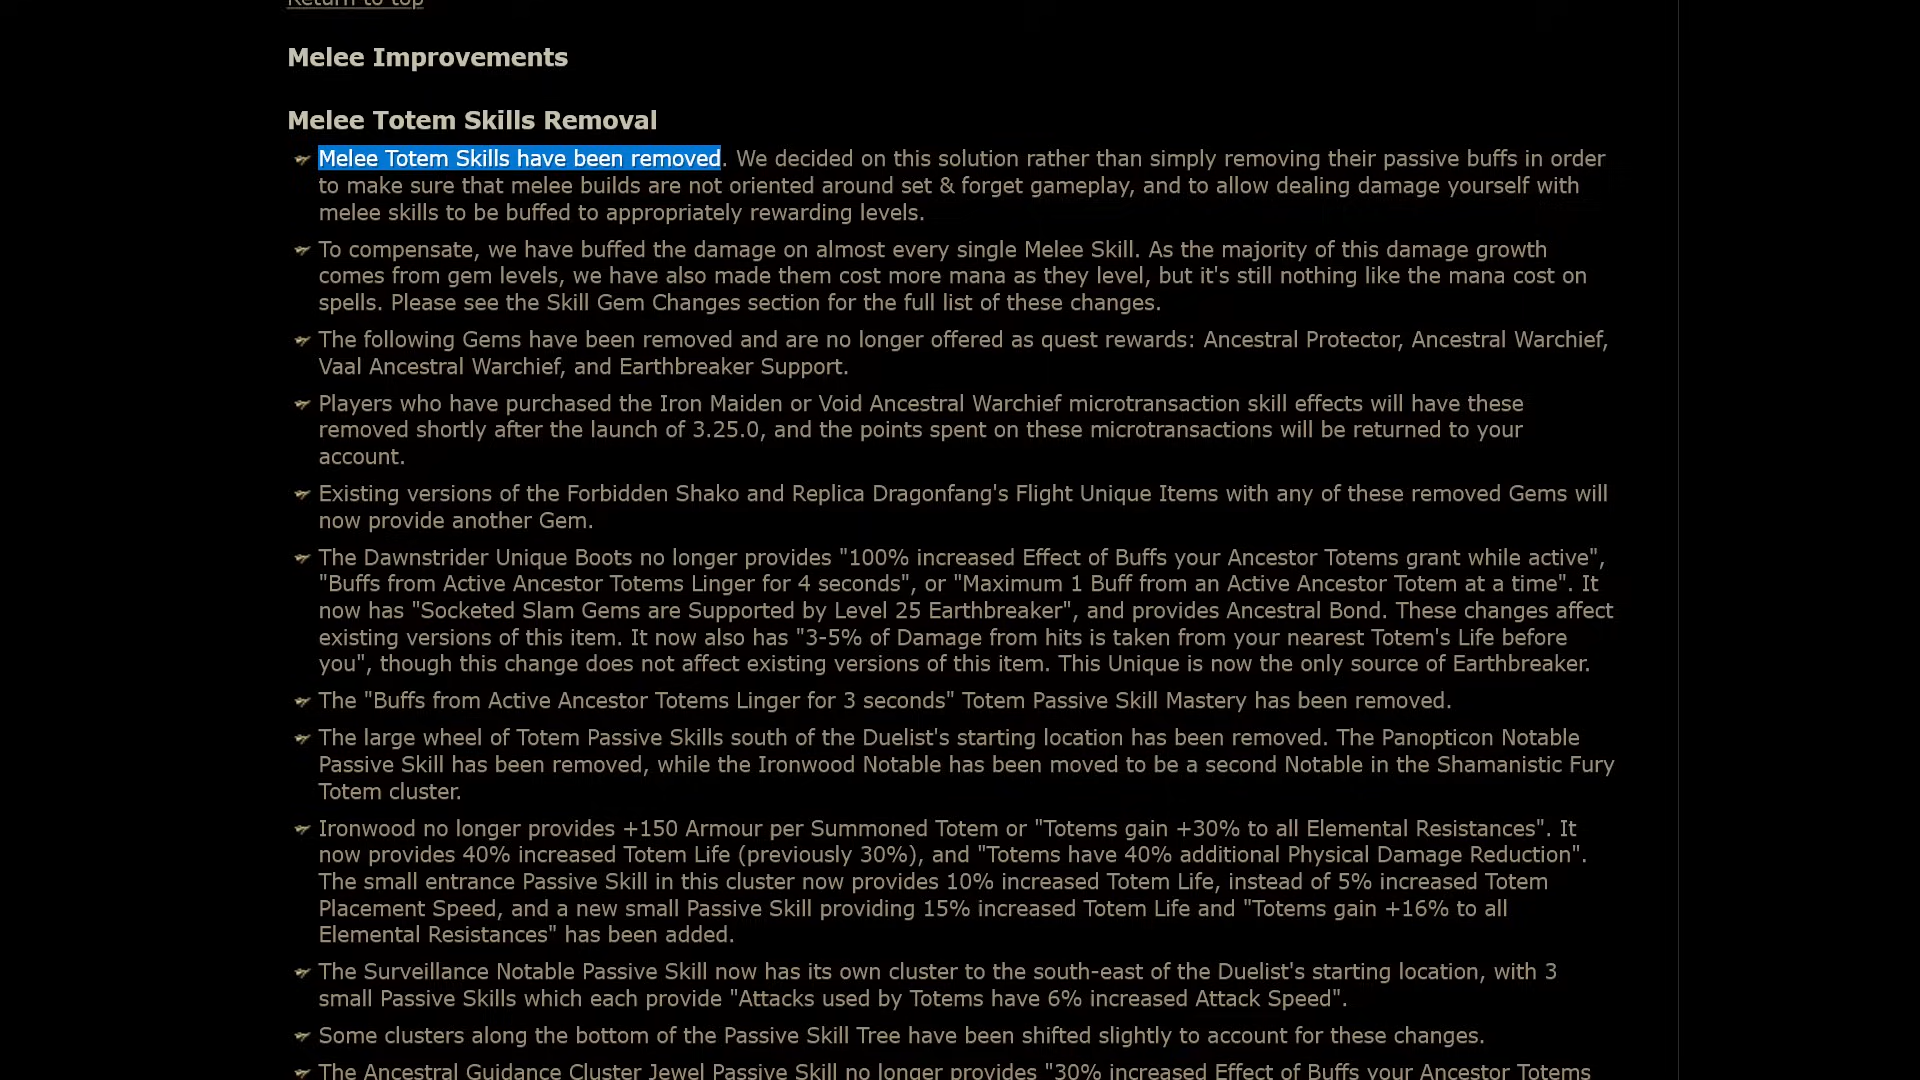 Return to top
Melee Improvements
Melee Totem Skills Removal
Melee Totem Skills have been removed. We decided on this solution rather than simply removing their passive buffs in order
to make sure that melee builds are not oriented around set & forget gameplay, and to allow dealing damage yourself with
melee skills to be buffed to appropriately rewarding levels.
To compensate, we have buffed the damage on almost every single Melee Skill. As the majority of this damage growth
comes from gem levels, we have also made them cost more mana as they level, but it's still nothing like the mana cost on
spells. Please see the Skill Gem Changes section for the full list of these changes.
The following Gems have been removed and are no longer offered as quest rewards: Ancestral Protector, Ancestral Warchief,
Vaal Ancestral Warchief, and Earthbreaker Support.
Players who have purchased the Iron Maiden or Void Ancestral Warchief microtransaction skill effects will have these
removed shortly after the launch of 3.25.0, and the points spent on these microtransactions will be returned to your
account.
Existing versions of the Forbidden Shako and Replica Dragonfang's Flight Unique Items with any of these removed Gems will
now provide another Gem.
The Dawnstrider Unique Boots no longer provides "100% increased Effect of Buffs your Ancestor Totems grant while active",
"Buffs from Active Ancestor Totems Linger for 4 seconds", or "Maximum 1 Buff from an Active Ancestor Totem at a time". It
now has "Socketed Slam Gems are Supported by Level 25 Earthbreaker", and provides Ancestral Bond. These changes affect
existing versions of this item. It now also has "3-5% of Damage from hits is taken from your nearest Totem's Life before
you", though this change does not affect existing versions of this item. This Unique is now the only source of Earthbreaker.
The "Buffs from Active Ancestor Totems Linger for 3 seconds" Totem Passive Skill Mastery has been removed.
The large wheel of Totem Passive Skills south of the Duelist's starting location has been removed. The Panopticon Notable
Passive Skill has been removed, while the Ironwood Notable has been moved to be a second Notable in the Shamanistic Fury
Totem cluster.
Ironwood no longer provides +150 Armour per Summoned Totem or "Totems gain +30% to all Elemental Resistances". It
now provides 40% increased Totem Life (previously 30%), and "Totems have 40% additional Physical Damage Reduction".
The small entrance Passive Skill in this cluster now provides 10% increased Totem Life, instead of 5% increased Totem
Placement Speed, and a new small Passive Skill providing 15% increased Totem Life and "Totems gain +16% to all
Elemental Resistances" has been added.
The Surveillance Notable Passive Skill now has its own cluster to the south-east of the Duelist's starting location, with 3
small Passive Skills which each provide "Attacks used by Totems have 6% increased Attack Speed".
Some clusters along the bottom of the Passive Skill Tree have been shifted slightly to account for these changes.
The Ancestral Guidance Cluster Jewel Passive Skill no longer provides "30% increased Effect of Buffs your Ancestor Totems